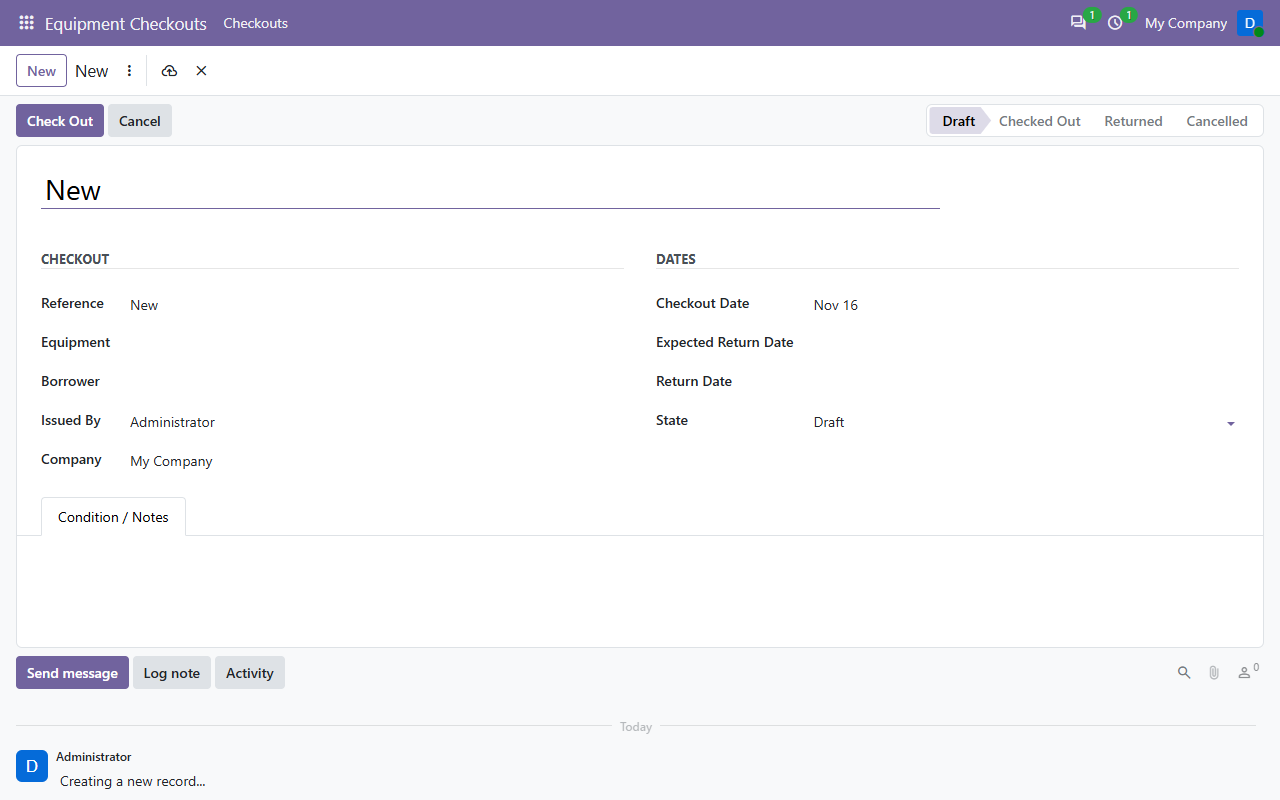 Equipment Checkouts Checkouts 1 1 My Company D
New New
Check Out Cancel Draft Checked Out Returned Cancelled
New
CHECKOUT DATES
Reference New Checkout Date Nov 16
Equipment Expected Return Date
Borrower Return Date
Issued By Administrator State Draft
Company My Company
Condition / Notes
Send message Log note Activity 0
Today
D Administrator
Creating a new record...